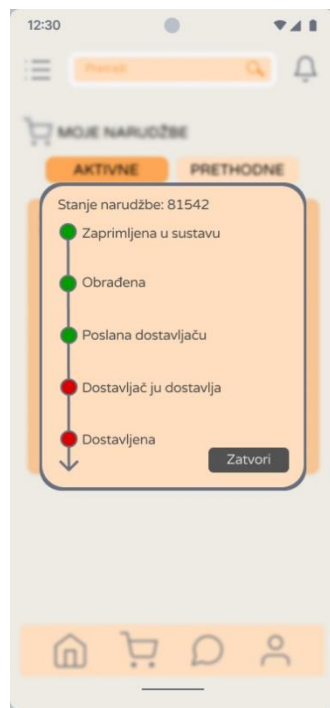 12:30
Pretraži
MOJE NARUDŽBE
AKTIVNE PRETHODNE
Stanje narudžbe: 81542
Zaprimljena u sustavu
Obrađena
Poslana dostavljaču
Dostavljač ju dostavlja
Dostavljena
Zatvori